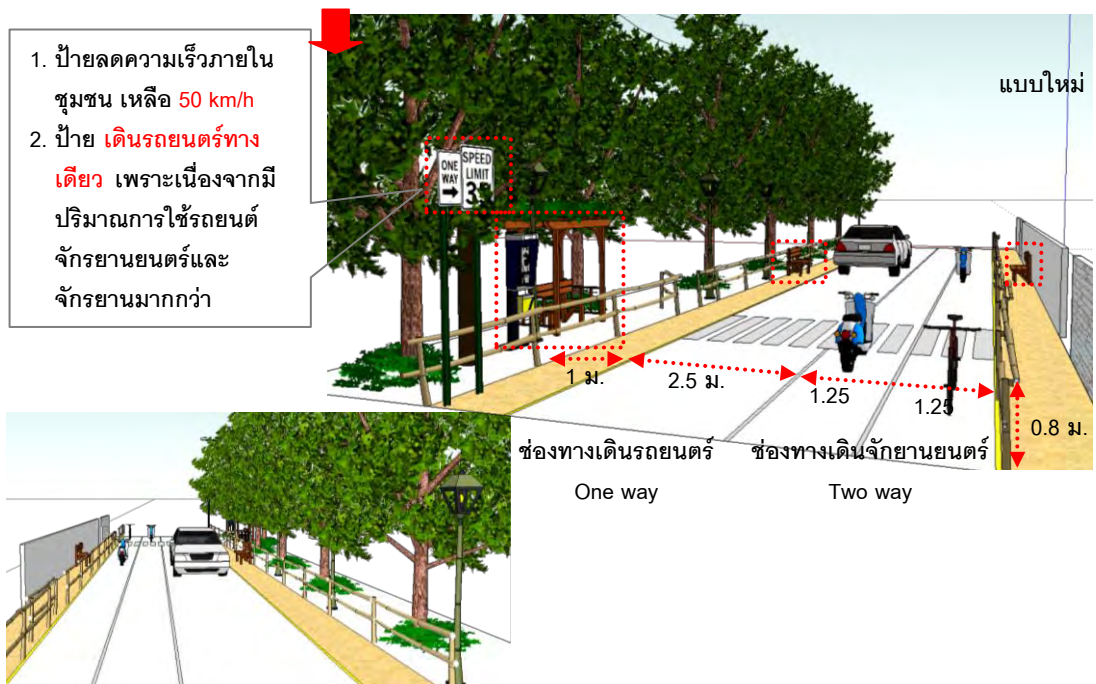 1. ป้ายลดความเร็วภายใน
ชุมชน เหลือ 50 km/h
2. ป้าย เดินรถยนตร์ทาง
เดียว เพราะเนื่องจากมี
ปริมาณการใช้รถยนต์
จักรยานยนตร์และ
จักรยานมากกว่า
แบบใหม่
ONE
WAY
SPEED
LIMIT
35
1 ม.
2.5 ม.
1.25
1.25
0.8 ม.
ช่องทางเดินรถยนตร์
One way
ช่องทางเดินจักยานยนตร์
Two way